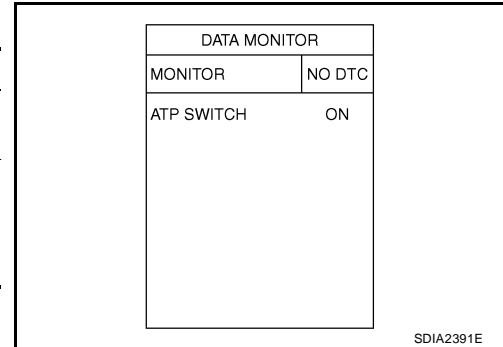 DATA MONITOR
MONITOR NO DTC
ATP SWITCH ON
SDIA2391E